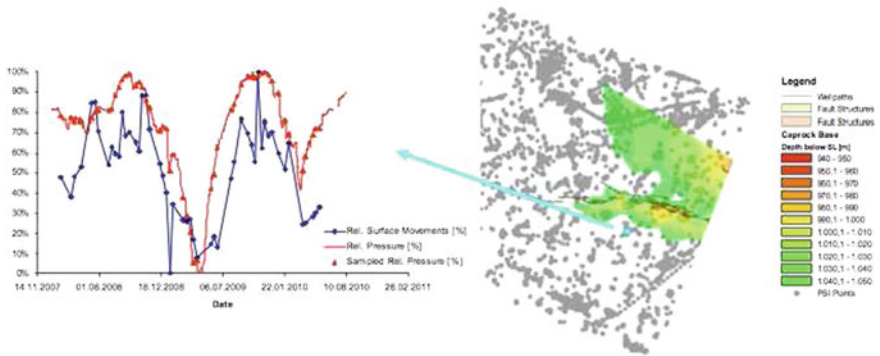 100%
90%
80%
70%
60%
50%
40%
30%
20%
10%
0%
Rel. Surface Movements [%]
Rel. Pressure [%]
Sampled Rel. Pressure [%]
14.11.2007 01.06.2008 18.12.2008 06.07.2009 22.01.2010 10.08.2010 26.02.2011
Date
Legend
Wellpaths
Fault Structures
Fault Structures
Caprock Base
Depth below SL [m]
940 - 950
950,1 - 960
960,1 - 970
970,1 - 980
980,1 - 990
990,1 - 1.000
1.000,1 - 1.010
1.010,1 - 1.020
1.020,1 - 1.030
1.030,1 - 1.040
1.040,1 - 1.050
PSI Points